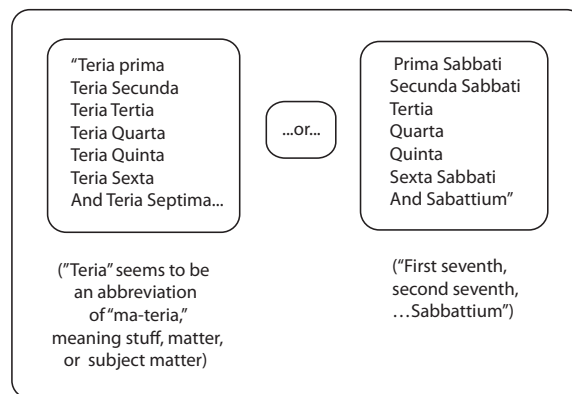 “Teria prima
Teria Secunda
Teria Tertia
Teria Quarta
Teria Quinta
Teria Sexta
And Teria Septima...
...or...
Prima Sabbati
Secunda Sabbati
Tertia
Quarta
Quinta
Sexta Sabbati
And Sabattium”
(”Teria” seems to be
an abbreviation
of “ma-teria,”
meaning stuff, matter,
or subject matter)
(“First seventh,
second seventh,
…Sabbattium”)